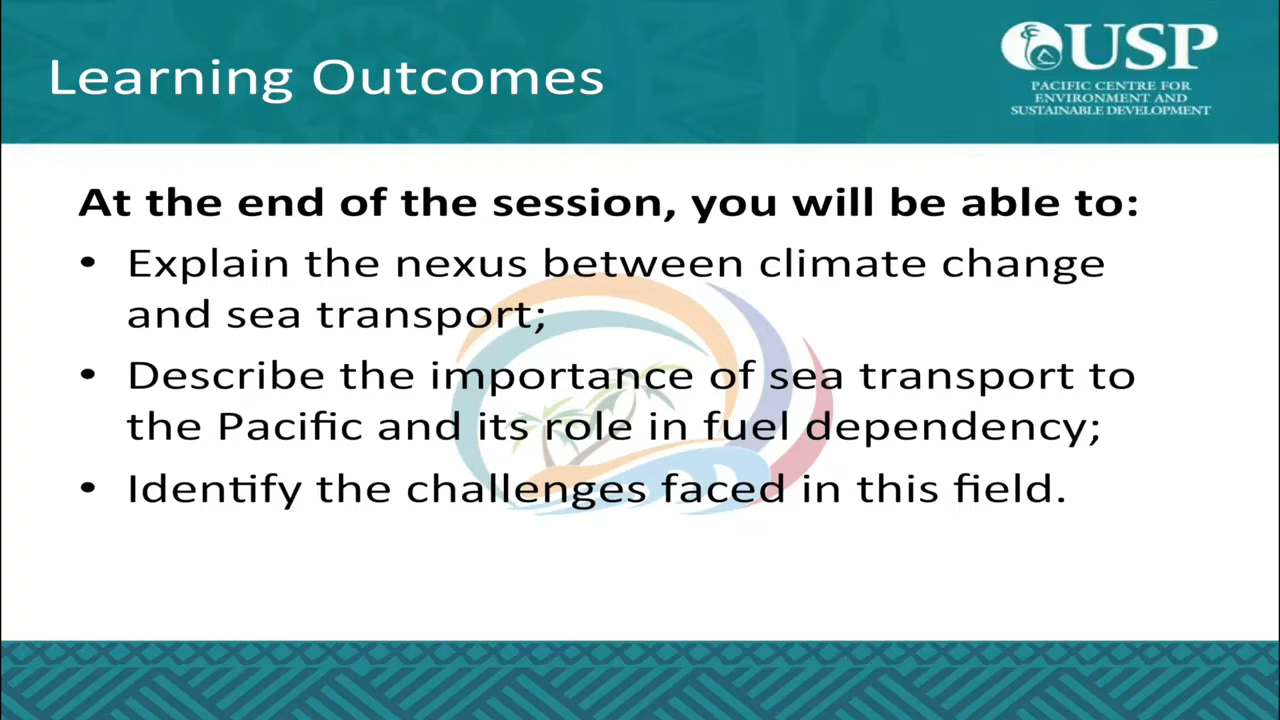 Learning Outcomes
USP
PACIFIC CENTRE FOR
ENVIRONMENT AND
SUSTAINABLE DEVELOPMENT
At the end of the session, you will be able to:
• Explain the nexus between climate change
and sea transport;
• Describe the importance of sea transport to
the Pacific and its role in fuel dependency;
• Identify the challenges faced in this field.